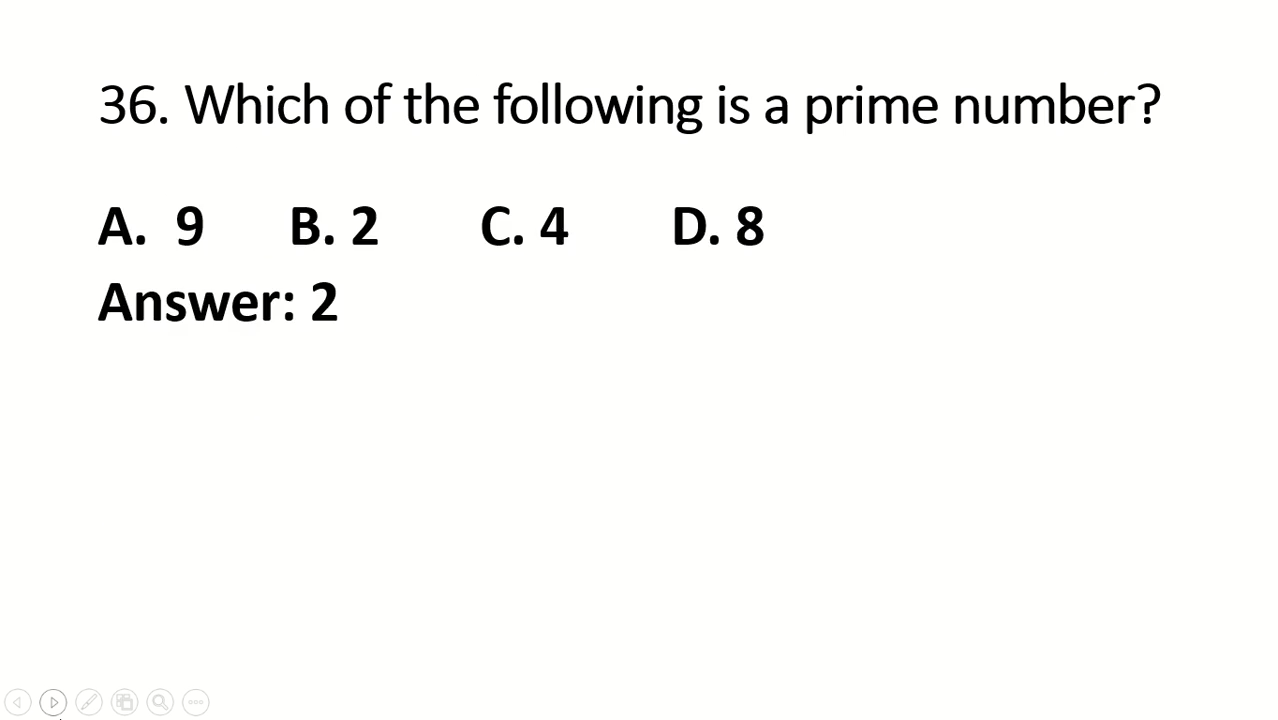 36. Which of the following is a prime number?
A. 9 B. 2 C. 4 D. 8
Answer: 2